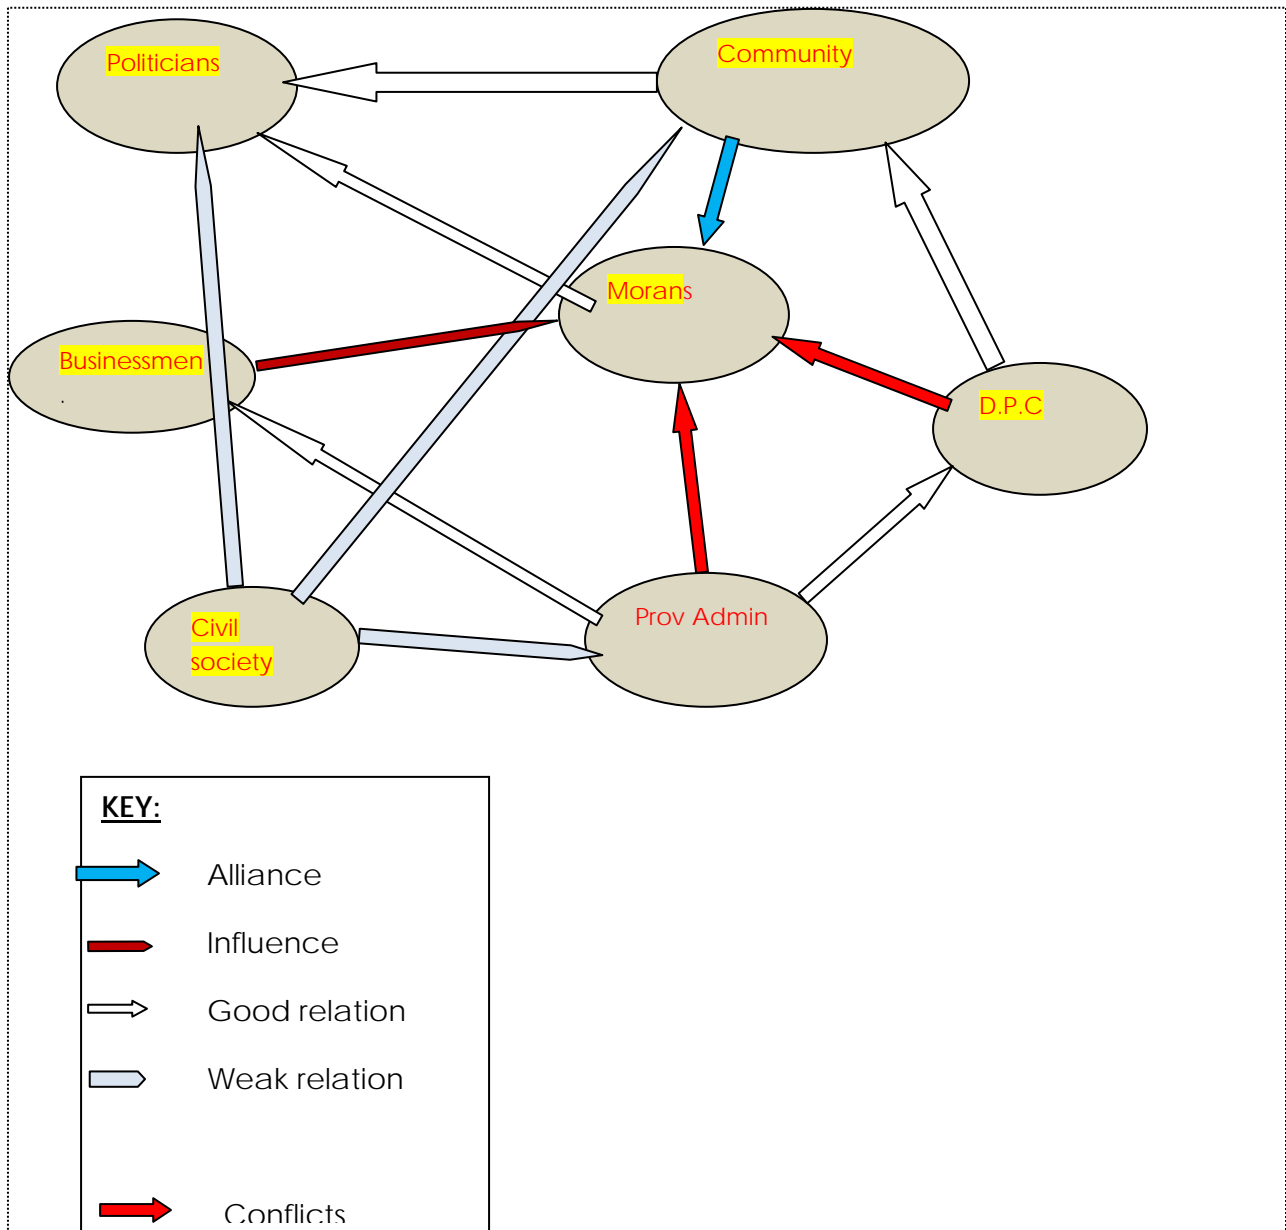 Politicians
Community
Morans
Businessmen
.
D.P.C
Civil
society
Prov Admin
KEY:
Alliance
Influence
Good relation
Weak relation
Conflicts